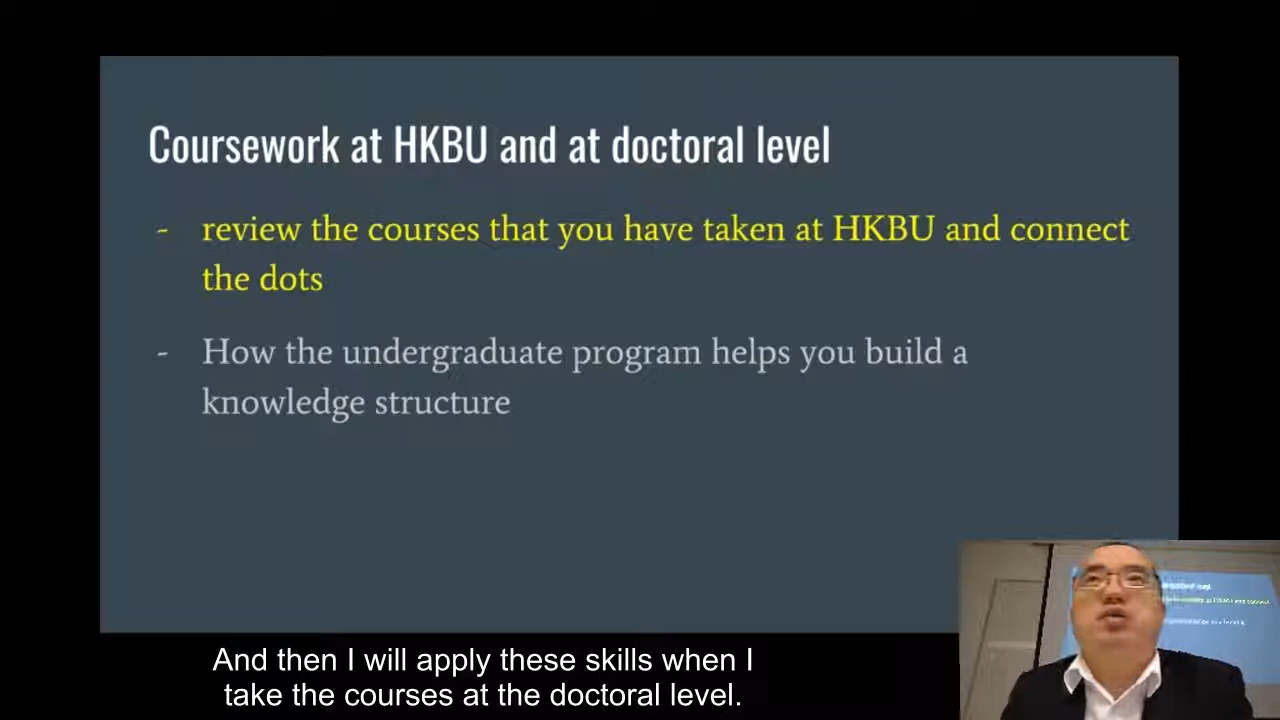 Coursework at HKBU and at doctoral level
- review the courses that you have taken at HKBU and connect
the dots
- How the undergraduate program helps you build a
knowledge structure
And then I will apply these skills when I
take the courses at the doctoral level.